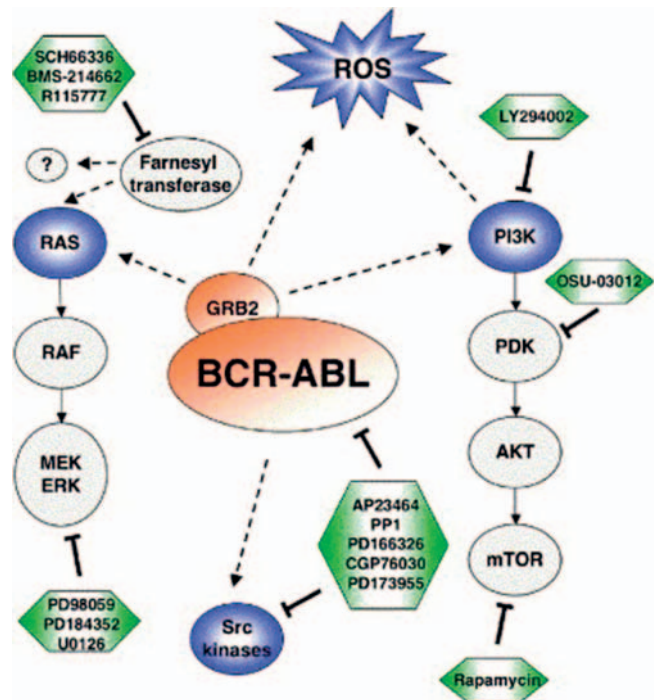 SCH66336
BMS-214662
R115777
ROS
LY294002
?
Farnesyl
transferase
RAS
PI3K
OSU-03012
GRB2
RAF
PDK
BCR-ABL
MEK
ERK
AKT
AP23464
PP1
PD166326
CGP76030
PD173955
mTOR
PD98059
PD184352
U0126
Src
kinases
Rapamycin